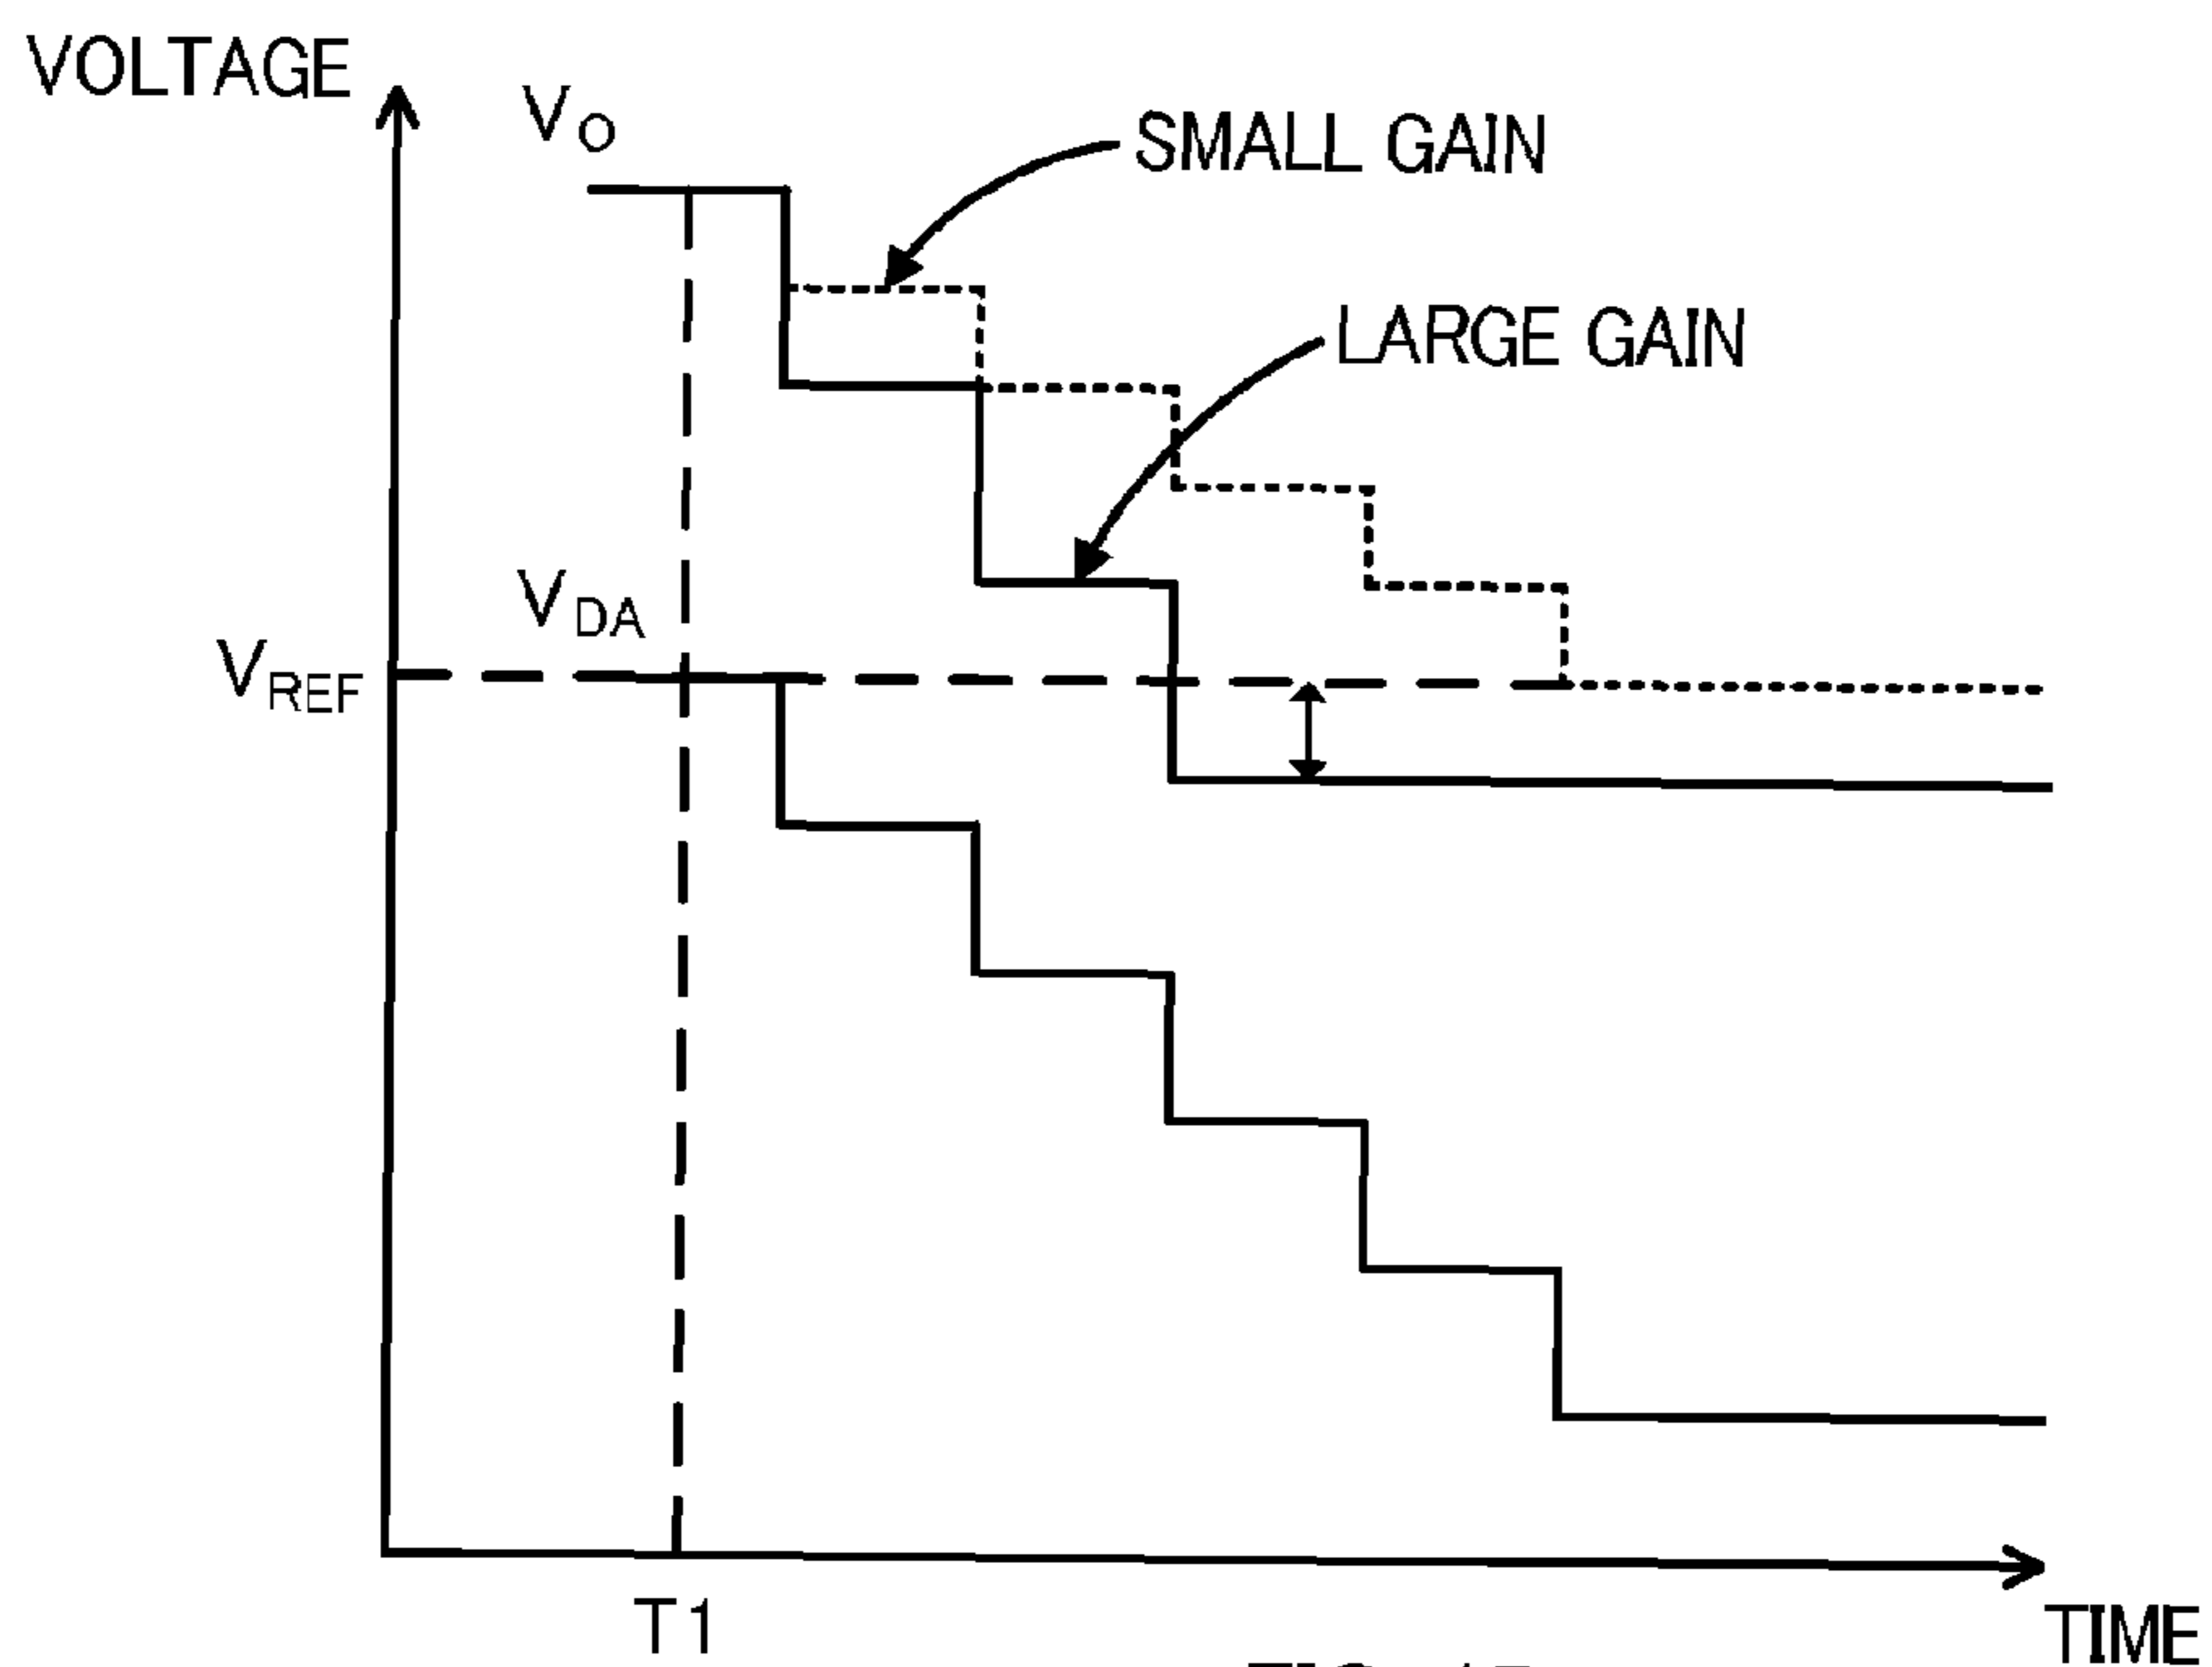 VOLTAGE
VO
SMALL GAIN
LARGE GAIN
VDA
VREF
T1
TIME